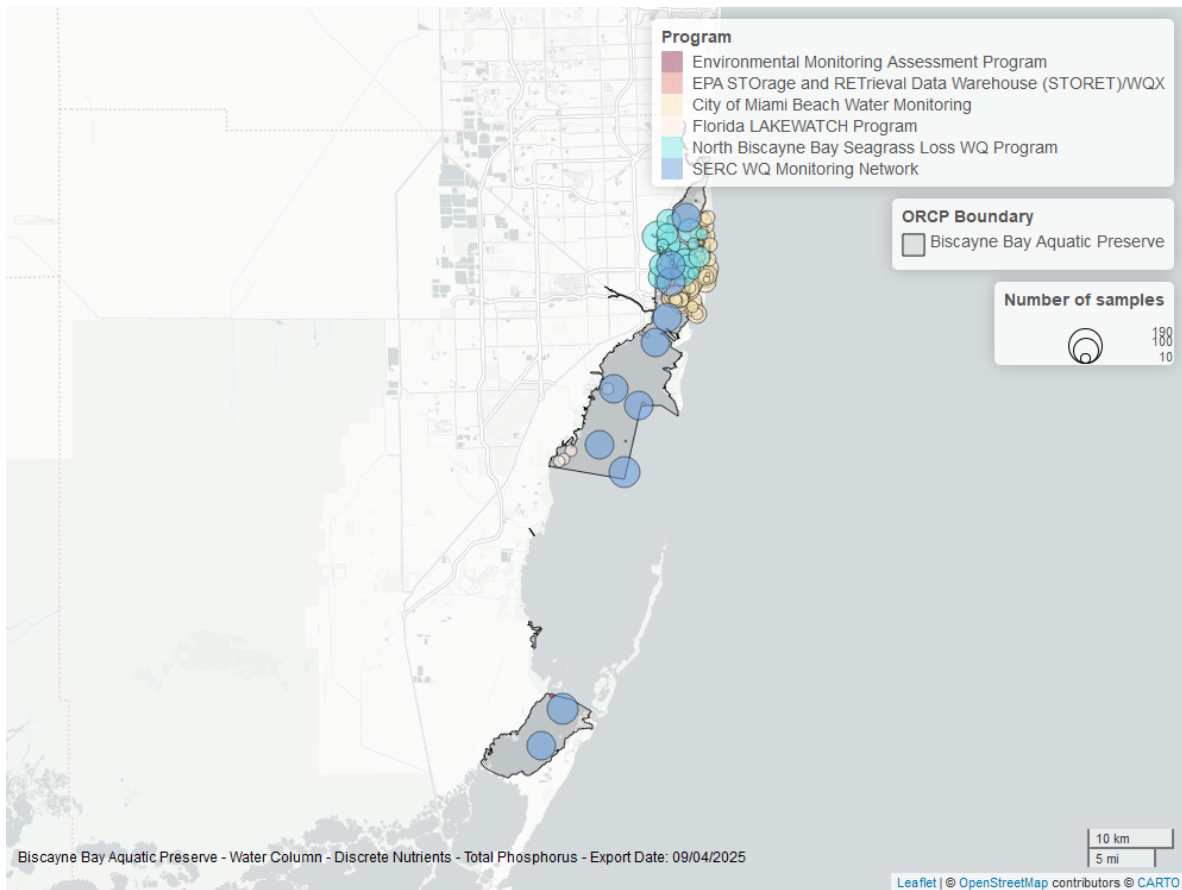 Program
Environmental Monitoring Assessment Program
EPA STOrage and RETrieval Data Warehouse (STORET)/WQX
City of Miami Beach Water Monitoring
Florida LAKEWATCH Program
North Biscayne Bay Seagrass Loss WQ Program
SERC WQ Monitoring Network
ORCP Boundary
Biscayne Bay Aquatic Preserve
Number of samples
190
100
10
10 km
5 mi
Biscayne Bay Aquatic Preserve - Water Column - Discrete Nutrients - Total Phosphorus - Export Date: 09/04/2025
Leaflet | © OpenStreetMap contributors © CARTO